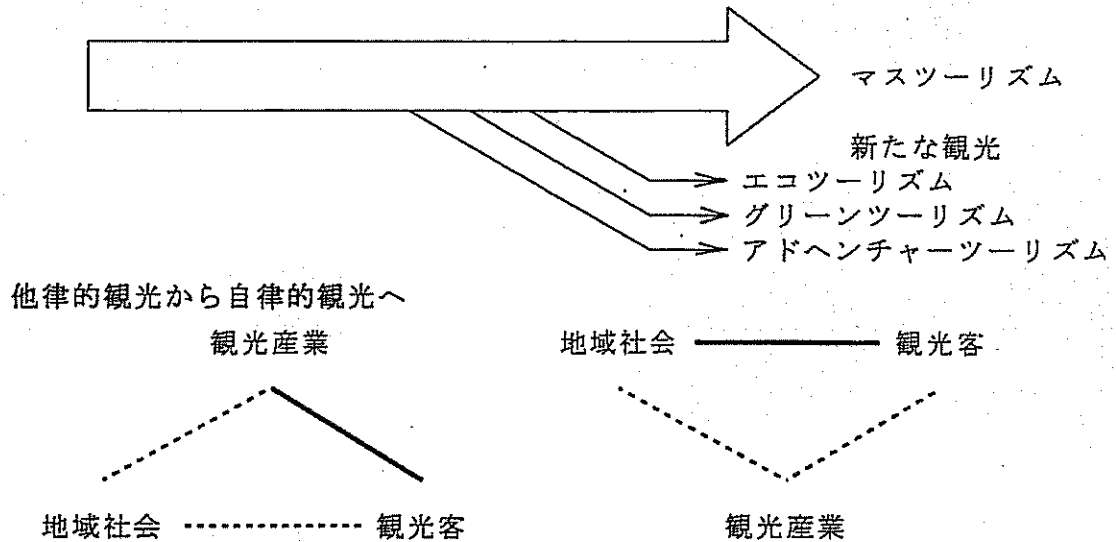 マスツーリズム
新たな観光
エコツーリズム
グリーンツーリズム
アドヘンチャーツーリズム
他律的観光から自律的観光へ
観光産業
地域社会 観光客
地域社会 観光客
観光産業